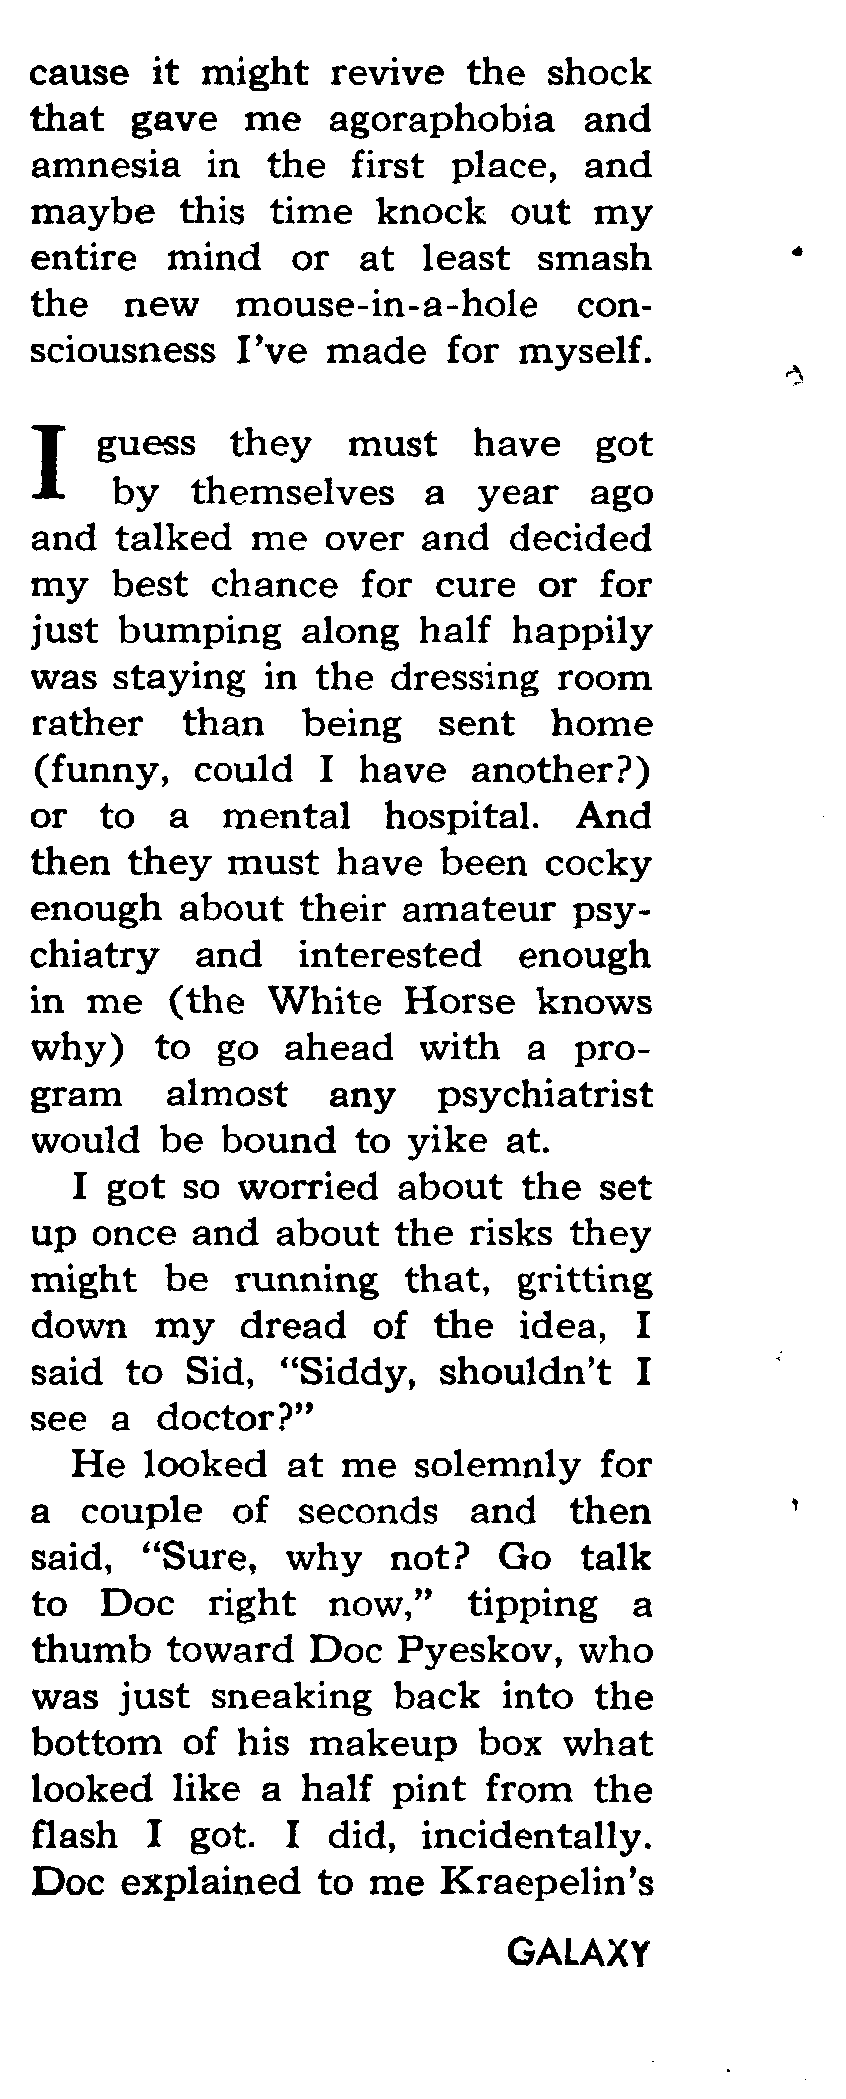 cause it might revive the shock
that gave me agoraphobia and
amnesia in the first place, and
maybe this time knock out my
entire mind or at least smash
the new mouse-in-a-hole con-
sciousness I've made for myself.
I guess they must have got
by themselves a year ago
and talked me over and decided
my best chance for cure or for
just bumping along half happily
was staying in the dressing room
rather than being sent home
(funny, could I have another?)
or to a mental hospital. And
then they must have been cocky
enough about their amateur psy-
chiatry and interested enough
in me (the White Horse knows
why) to go ahead with a pro-
gram almost any psychiatrist
would be bound to yike at.
I got so worried about the set
up once and about the risks they
might be running that, gritting
down my dread of the idea, I
said to Sid, “Siddy, shouldn't I
see a doctor?”
He looked at me solemnly for
a couple of seconds and then
said, “Sure, why not? Go talk
to Doc right now,” tipping a
thumb toward Doc Pyeskov, who
was just sneaking back into the
bottom of his makeup box what
looked like a half pint from the
flash I got. I did, incidentally.
Doc explained to me Kraepelin's
GALAXY